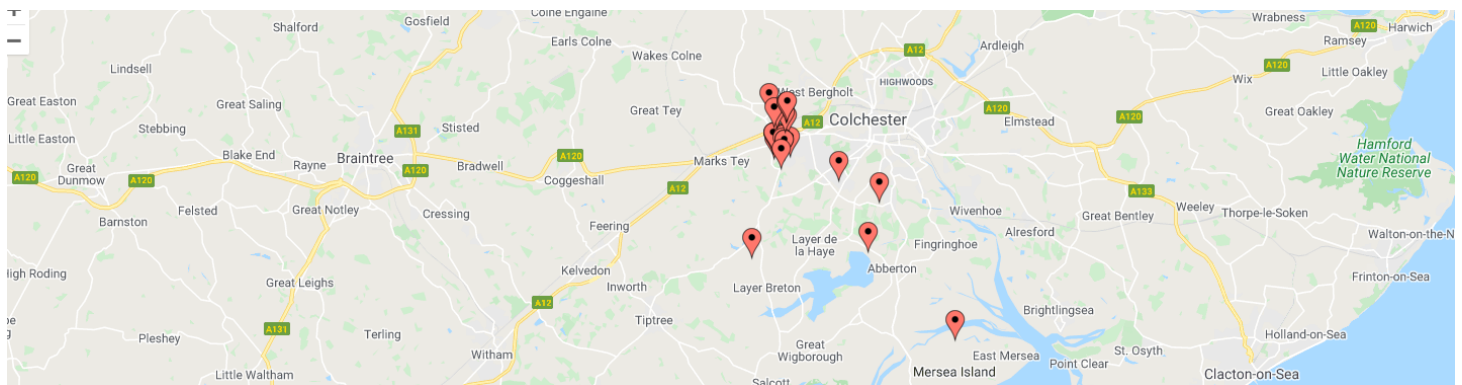 Colne Engaine
Wrabness
Gosfield
Harwich
Shalford
Ramsey
Earls Colne
A12
A120
Ardleigh
Wakes Colne
Lindsell
A120
Little Oakley
Wix
HIGHWOODS
West Bergholt
Great Easton
Great Saling
Great Tey
Great Oakley
A120
A120
Colchester
A12
Elmstead
Stebbing
Stisted
A131
Little Easton
Hamford
Water National
Nature Reserve
Blake End
Braintree
A120
Marks Tey
Rayne
Bradwell
Great
Dunmow
A120
A120
A120
Coggeshall
A12
A133
Weeley
Felsted
Great Notley
Cressing
Wivenhoe
Great Bentley
Thorpe-le-Soken
Barnston
Feering
Alresford
Walton-on-the-N
Layer de
la Haye
Fingringhoe
High Roding
Kelvedon
Abberton
Frinton-on-Sea
Great Leighs
Inworth
Layer Breton
A12
Brightlingsea
Tiptree
A131
Terling
Pleshey
Holland-on-Sea
Great
Wigborough
Witham
East Mersea
St. Osyth
Point Clear
Little Waltham
Mersea Island
Clacton-on-Sea
Salcott